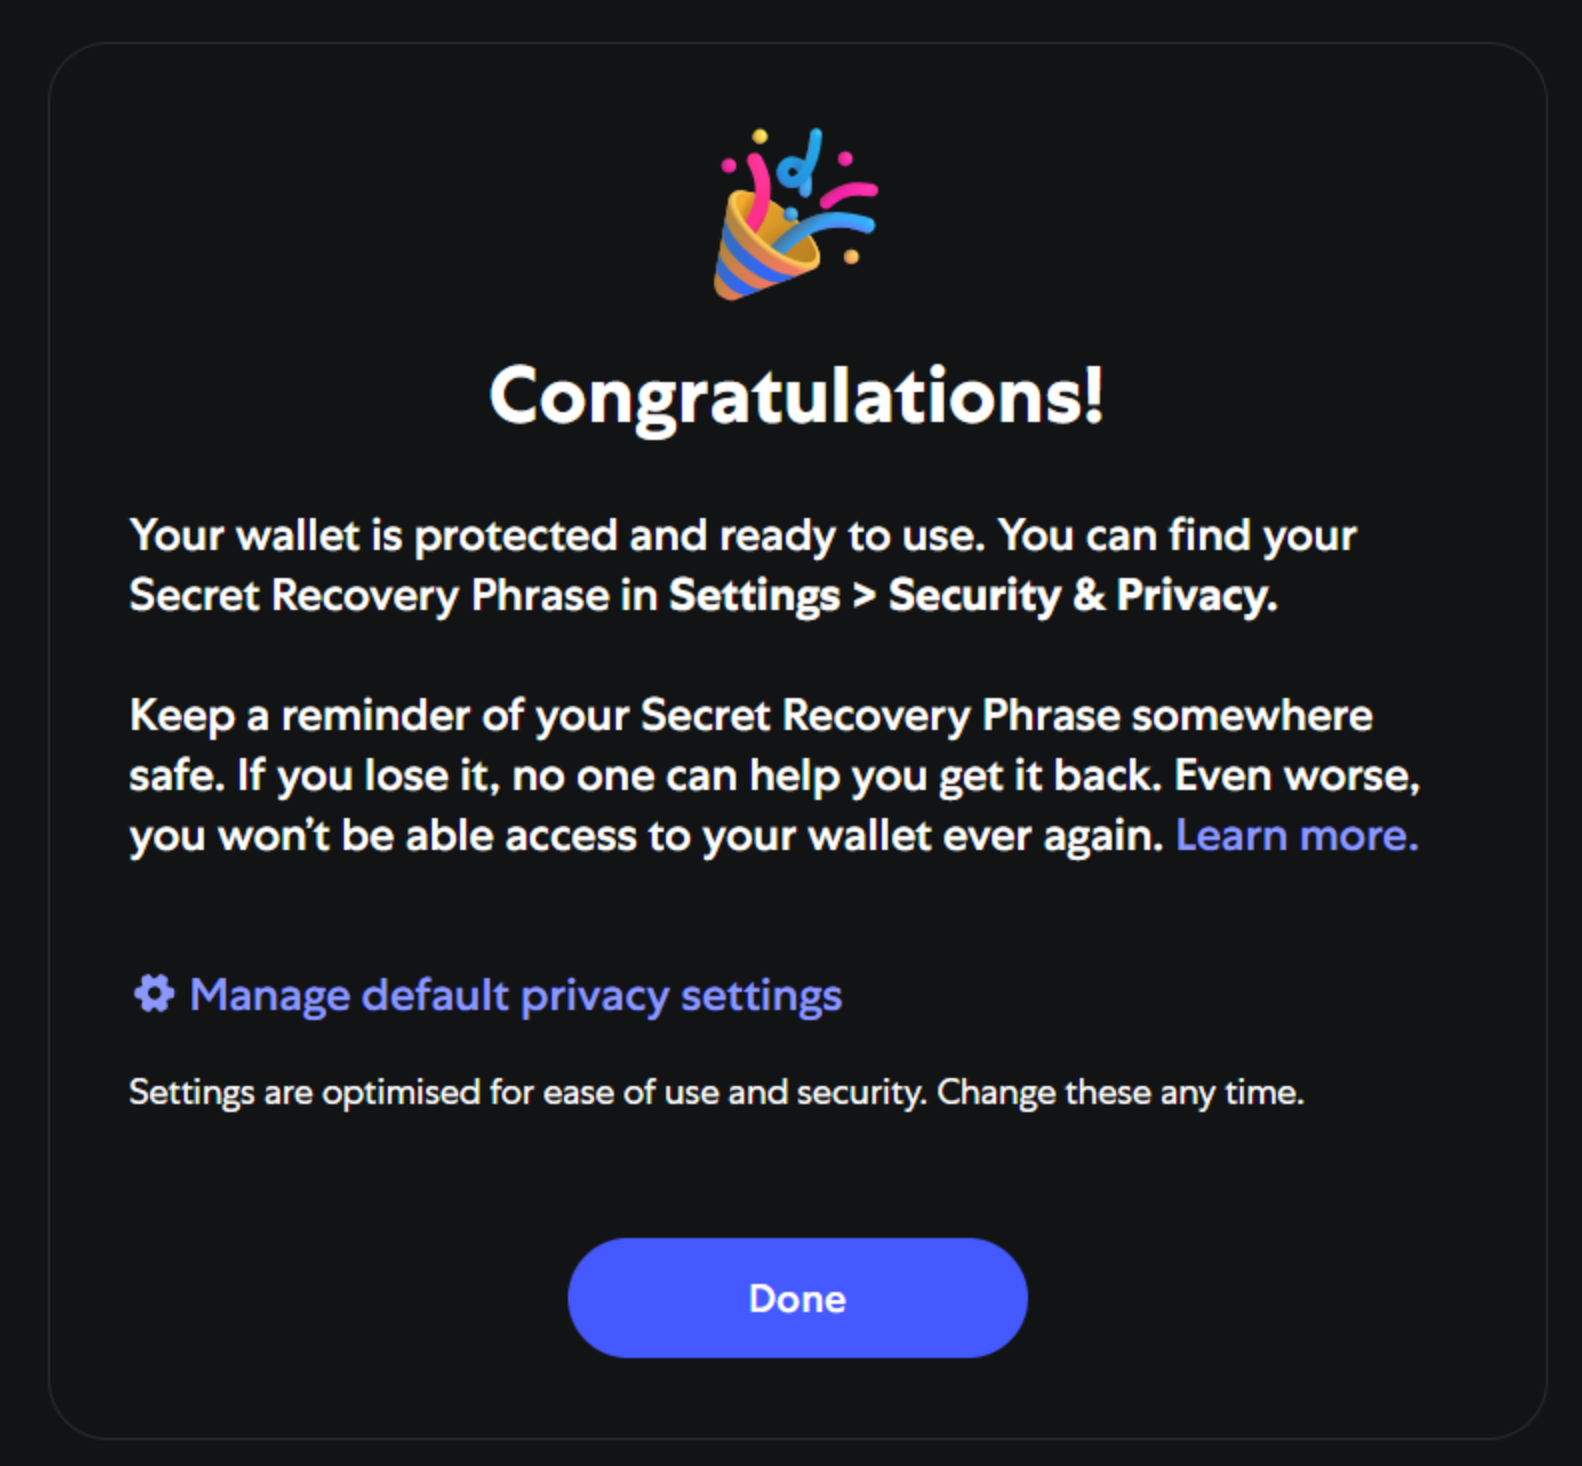 Congratulations!
Your wallet is protected and ready to use. You can find your
Secret Recovery Phrase in Settings > Security & Privacy.
Keep a reminder of your Secret Recovery Phrase somewhere
safe. If you lose it, no one can help you get it back. Even worse,
you won’t be able access to your wallet ever again. Learn more.
Manage default privacy settings
Settings are optimised for ease of use and security. Change these any time.
Done